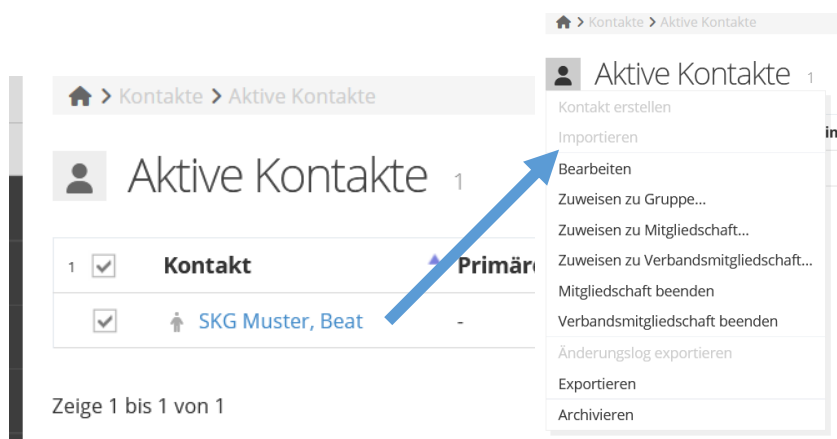 Kontakte > Aktive Kontakte
Aktive Kontakte 1
1 Kontakt
SKG Muster, Beat -
Zeige 1 bis 1 von 1
Kontakte > Aktive Kontakte
Aktive Kontakte 1
Kontakt erstellen
Importieren
Bearbeiten
Zuweisen zu Gruppe...
Zuweisen zu Mitgliedschaft...
Zuweisen zu Verbandsmitgliedschaft...
Mitgliedschaft beenden
Verbandsmitgliedschaft beenden
Änderungslog exportieren
Exportieren
Archivieren